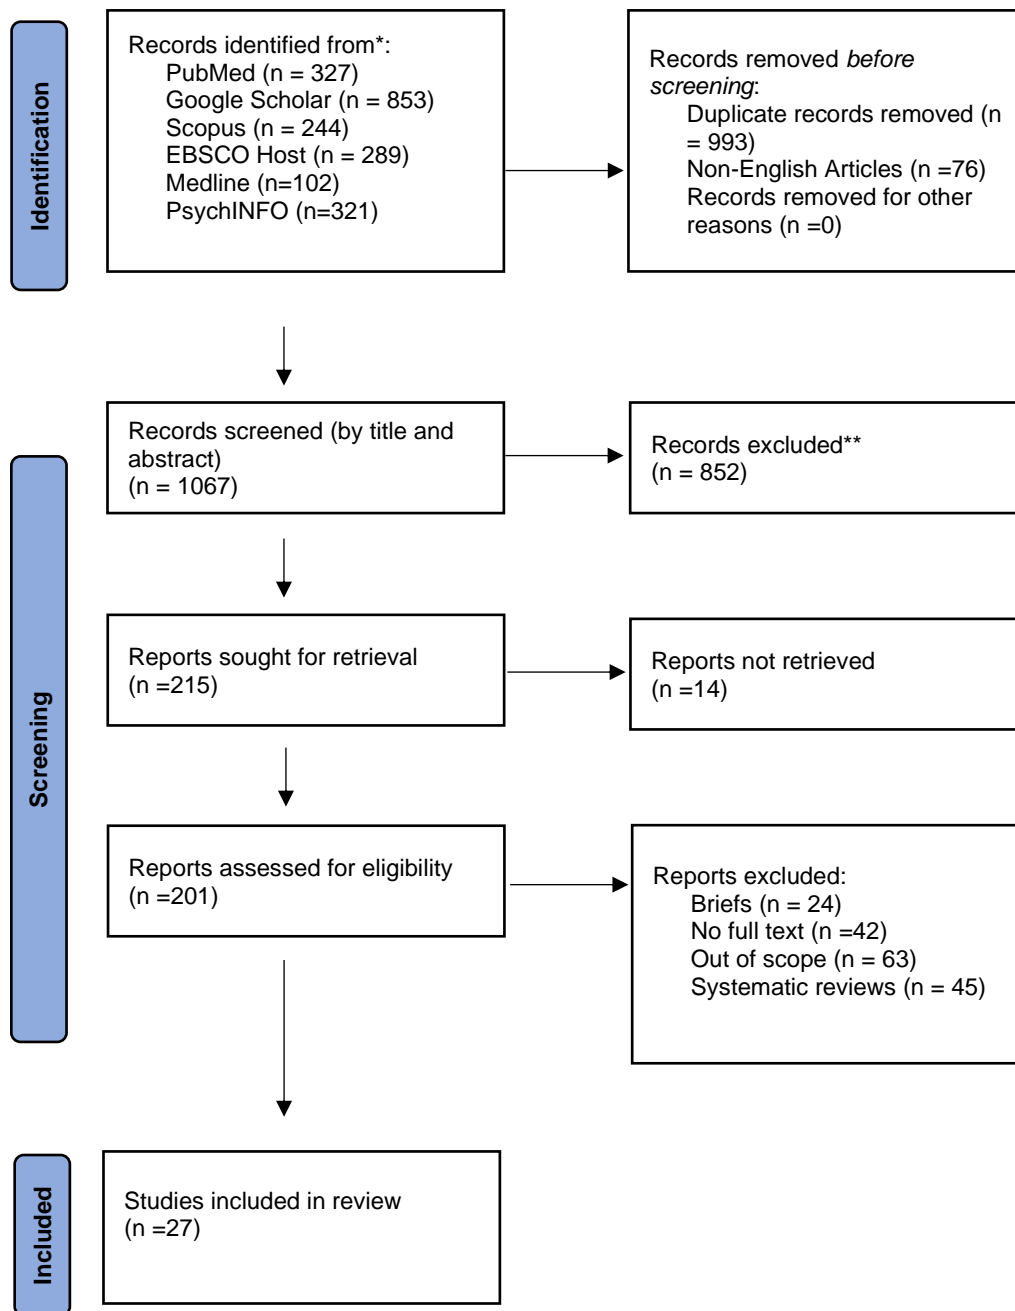 Identification
Records identified from*:
PubMed (n = 327)
Google Scholar (n = 853)
Scopus (n = 244)
EBSCO Host (n = 289)
Medline (n=102)
PsychINFO (n=321)
Records removed before
screening:
Duplicate records removed (n
= 993)
Non-English Articles (n =76)
Records removed for other
reasons (n =0)
Screening
Records screened (by title and
abstract)
(n = 1067)
Records excluded**
(n = 852)
Reports sought for retrieval
(n =215)
Reports not retrieved
(n =14)
Reports assessed for eligibility
(n =201)
Reports excluded:
Briefs (n = 24)
No full text (n =42)
Out of scope (n = 63)
Systematic reviews (n = 45)
Included
Studies included in review
(n =27)